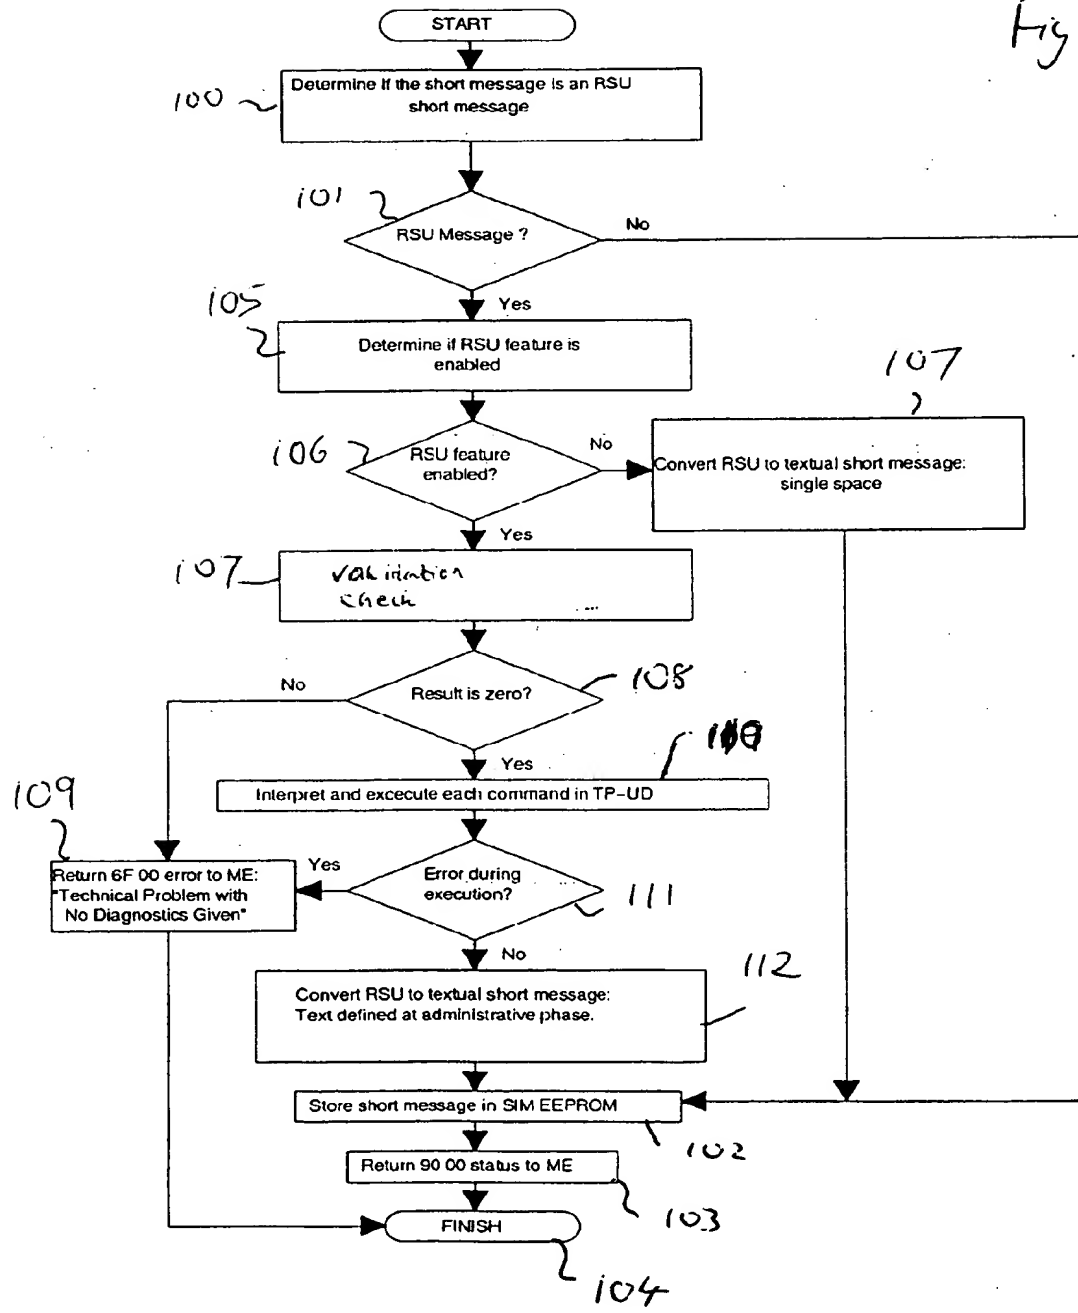 START
Fig
100
Determine if the short message is an RSU
short message
101
RSU Message ?
No
Yes
105
Determine if RSU feature is
enabled
107
106
RSU feature
enabled?
No
Convert RSU to textual short message:
single space
Yes
107
validation
check
...
No
Result is zero?
108
Yes
Interpret and excecute each command in TP-UD
109
Return 6F 00 error to ME:
"Technical Problem with
No Diagnostics Given"
Yes
Error during
execution?
111
No
112
Convert RSU to textual short message:
Text defined at administrative phase.
Store short message in SIM EEPROM
102
Return 90 00 status to ME
103
FINISH
104